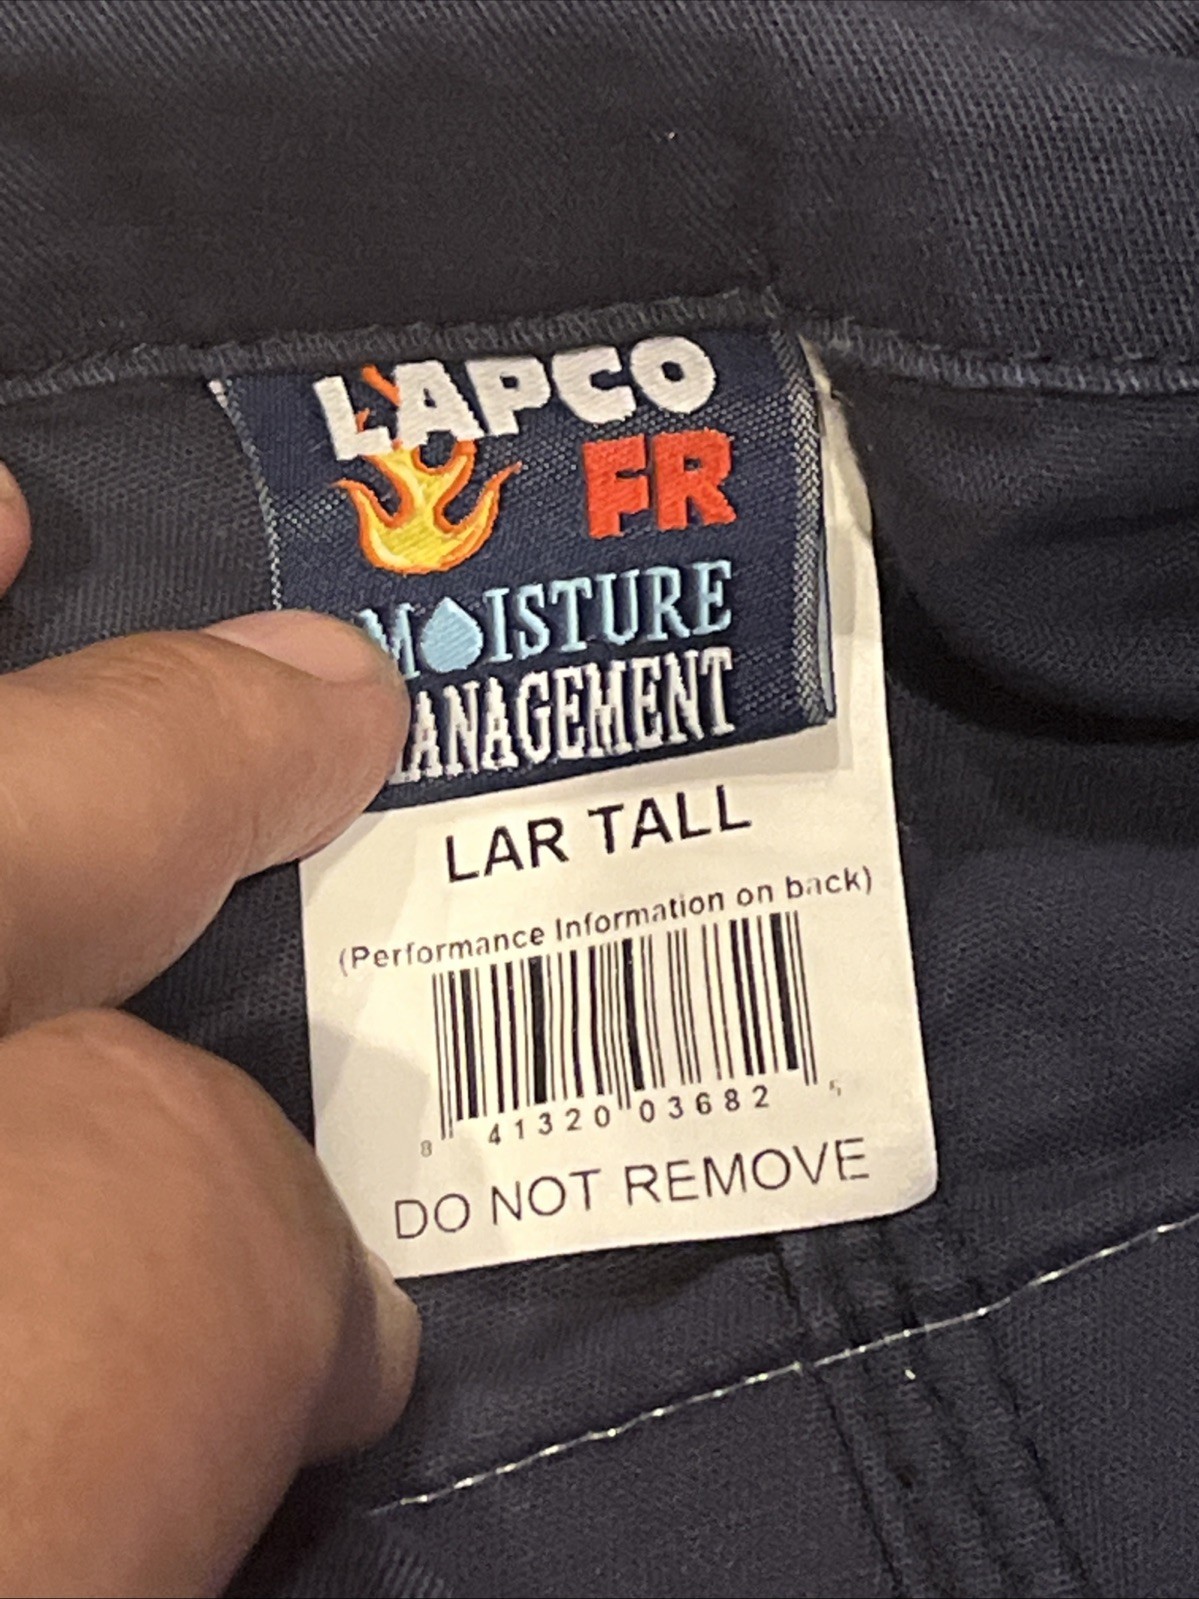 LAPCO
FR
MOISTURE
MANAGEMENT
LAR TALL
(Performance Information on back)
8 41320 03682 5
DO NOT REMOVE